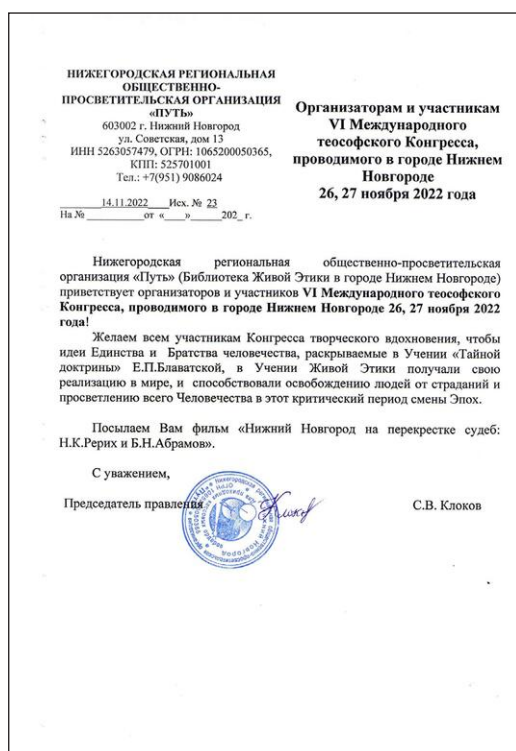 НИЖЕГОРОДСКАЯ РЕГИОНАЛЬНАЯ
ОБЩЕСТВЕННО-
ПРОСВЕТИТЕЛЬСКАЯ ОРГАНИЗАЦИЯ
«ПУТЬ»
603002 г. Нижний Новгород
ул. Советская, дом 13
ИНН 5263057479, ОГРН: 1065200050365,
КПП: 525701001
Тел.: +7(951) 9086024
14.11.2022 Исх. № 23
На № ____ от «____»______202_ г.
Организаторам и участникам
VI Международного
теософского Конгресса,
проводимого в городе Нижнем
Новгороде
26, 27 ноября 2022 года
Нижегородская региональная общественно-просветительская
организация «Путь» (Библиотека Живой Этики в городе Нижнем Новгороде)
приветствует организаторов и участников VI Международного теософского
Конгресса, проводимого в городе Нижнем Новгороде 26, 27 ноября 2022
года!
Желаем всем участникам Конгресса творческого вдохновения, чтобы
идеи Единства и Братства человечества, раскрываемые в Учении «Тайной
доктрины» Е.П.Блаватской, в Учении Живой Этики получали свою
реализацию в мире, и способствовали освобождению людей от страданий и
просветлению всего Человечества в этот критический период смены Эпох.
Посылаем Вам фильм «Нижний Новгород на перекрестке судеб:
Н.К.Рерих и Б.Н.Абрамов».
С уважением,
Председатель правления
С.В. Клоков